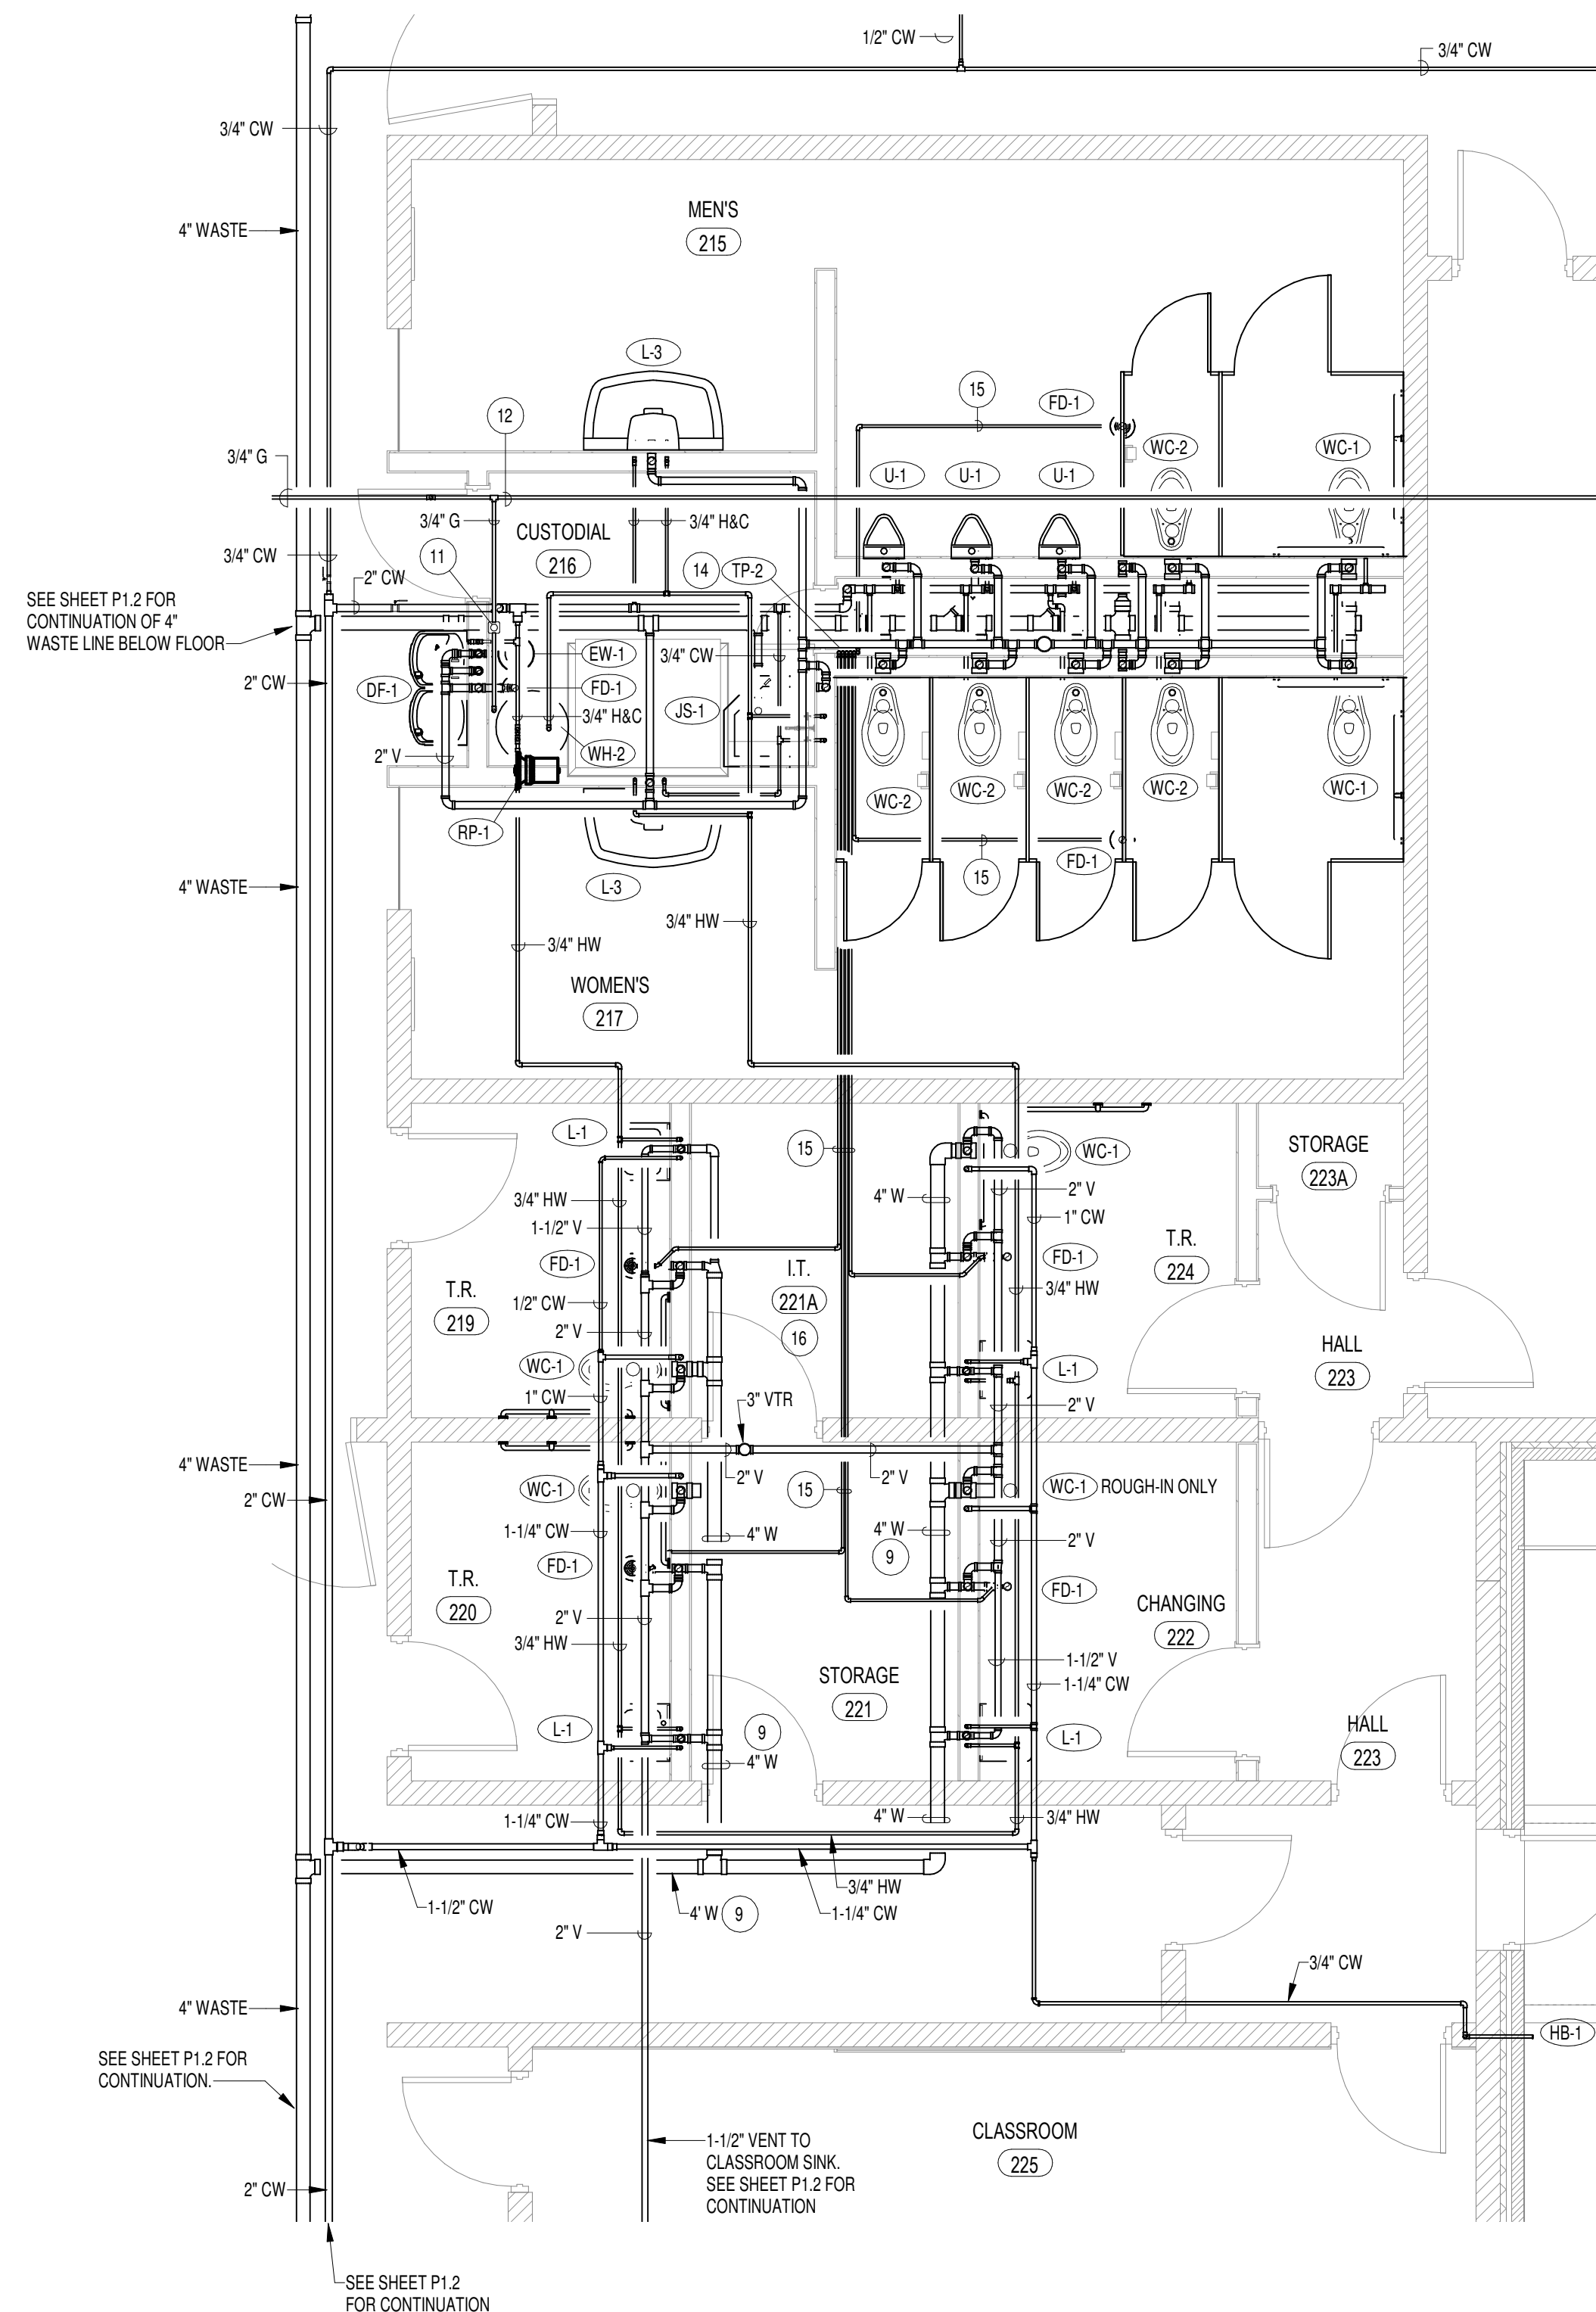 1/2" CW
3/4" CW
3/4" CW
4" WASTE
MEN'S
215
L-3
15
FD-1
12
WC-2
WC-1
3/4" G
U-1
U-1
U-1
3/4" G
3/4" H&C
CUSTODIAL
216
3/4" CW
11
14
TP-2
2" CW
SEE SHEET P1.2 FOR
CONTINUATION OF 4"
WASTE LINE BELOW FLOOR
EW-1
3/4" CW
2" CW
DF-1
FD-1
JS-1
3/4" H&C
2" V
WH-2
WC-2
WC-2
WC-2
WC-2
WC-1
RP-1
FD-1
15
4" WASTE
L-3
3/4" HW
3/4" HW
WOMEN'S
217
L-1
15
WC-1
STORAGE
223A
3/4" HW
4" W
2" V
1-1/2" V
1" CW
T.R.
224
FD-1
I.T.
221A
FD-1
T.R.
219
1/2" CW
3/4" HW
2" V
16
HALL
223
WC-1
L-1
1" CW
3" VTR
2" V
4" WASTE
2" V
2" V
WC-1
15
WC-1
ROUGH-IN ONLY
2" CW
1-1/4" CW
4" W
4" W
9
2" V
FD-1
T.R.
220
FD-1
CHANGING
222
2" V
3/4" HW
1-1/2" V
STORAGE
221
1-1/4" CW
L-1
9
L-1
HALL
223
4" W
1-1/4" CW
4" W
3/4" HW
3/4" HW
1-1/2" CW
4' W
9
1-1/4" CW
2" V
3/4" CW
4" WASTE
HB-1
SEE SHEET P1.2 FOR
CONTINUATION.
CLASSROOM
225
1-1/2" VENT TO
CLASSROOM SINK.
SEE SHEET P1.2 FOR
CONTINUATION
2" CW
SEE SHEET P1.2
FOR CONTINUATION